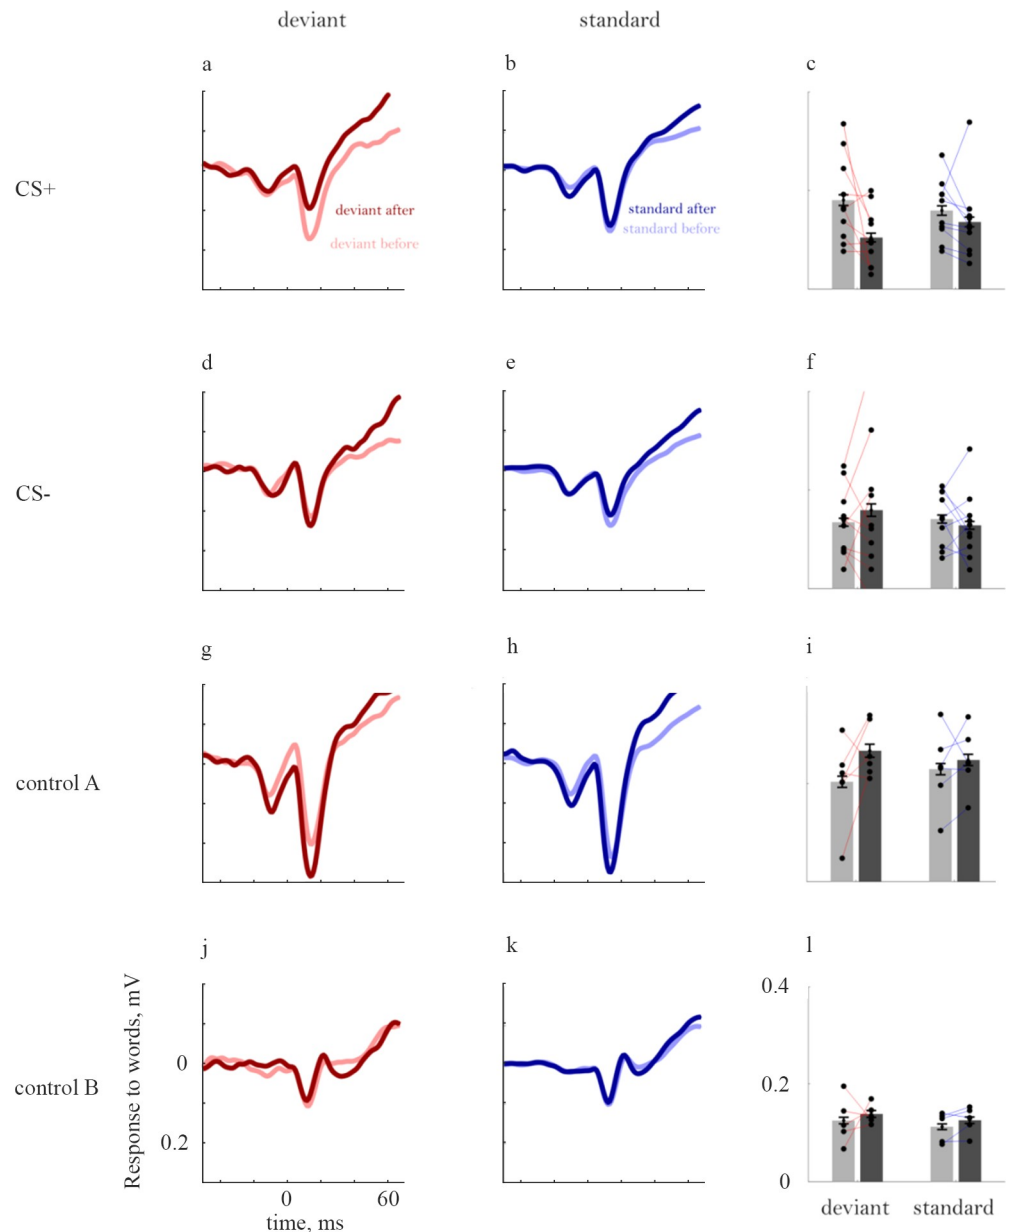 deviant
standard
a
b
c
CS+
deviant after
deviant before
standard after
standard before
d
e
f
CS-
g
h
i
control A
j
k
l
control B
Response to words, mV
0
0.2
0
60
time, ms
0.4
0.2
0
deviant
standard